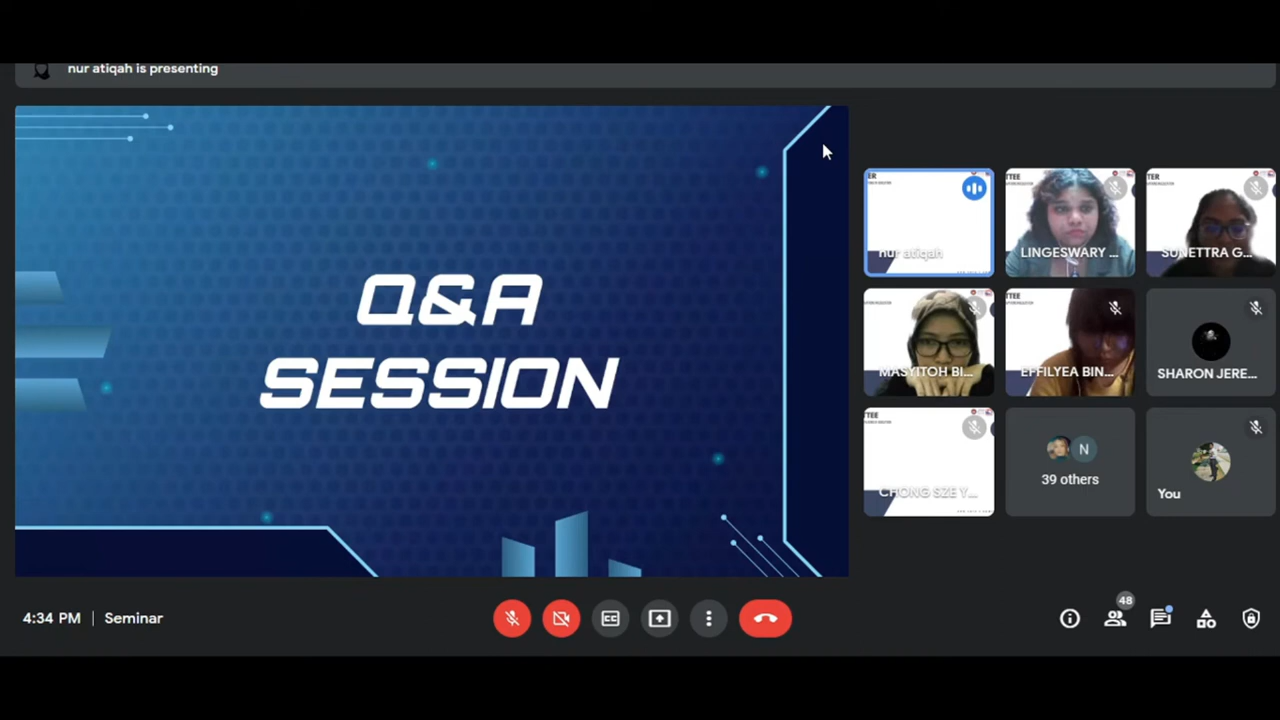 nur atiqah is presenting
Q&A
SESSION
nur atiqah
LINGESWARY ...
SUNETTRA G...
MASYITOH BI...
EFFILYEA BIN...
SHARON JERE...
CHONG SZE Y...
N
39 others
You
4:34 PM | Seminar
CC
48